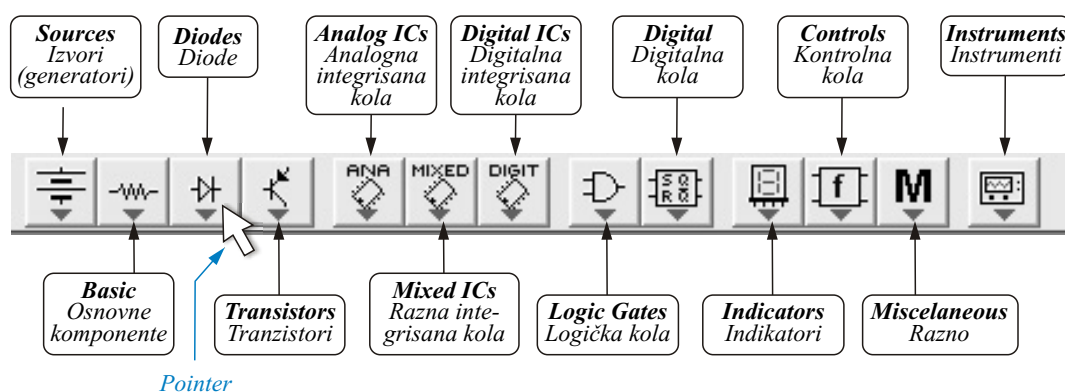 Sources
Izvori
(generatori)
Diodes
Diode
Analog ICs
Analogna
integrisana
kola
Digital ICs
Digitalna
integrisana
kola
Digital
Digitalna
kola
Controls
Kontrolna
kola
Instruments
Instrumenti
ANA
MIXED
DIGIT
S Q
R Q
f
M
Basic
Osnovne
komponente
Transistors
Tranzistori
Mixed ICs
Razna inte-
grisana kola
Logic Gates
Logička kola
Indicators
Indikatori
Miscelaneous
Razno
Pointer